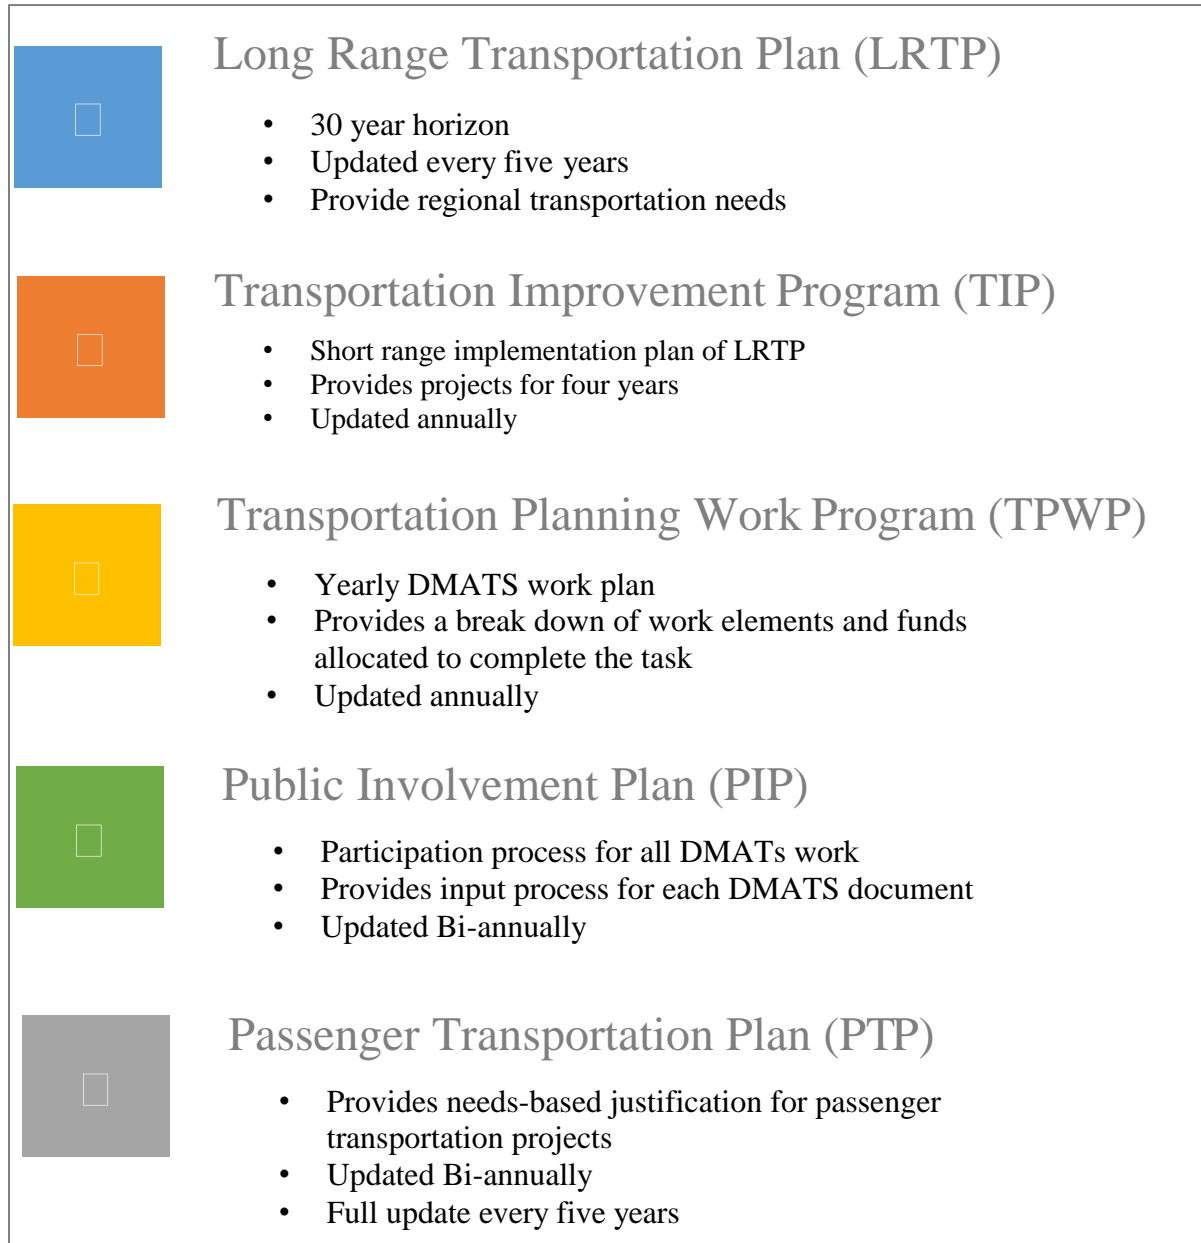 Long Range Transportation Plan (LRTP)
• 30 year horizon
• Updated every five years
• Provide regional transportation needs
Transportation Improvement Program (TIP)
• Short range implementation plan of LRTP
• Provides projects for four years
• Updated annually
Transportation Planning Work Program (TPWP)
• Yearly DMATS work plan
• Provides a break down of work elements and funds
allocated to complete the task
• Updated annually
Public Involvement Plan (PIP)
• Participation process for all DMATs work
• Provides input process for each DMATS document
• Updated Bi-annually
Passenger Transportation Plan (PTP)
• Provides needs-based justification for passenger
transportation projects
• Updated Bi-annually
• Full update every five years